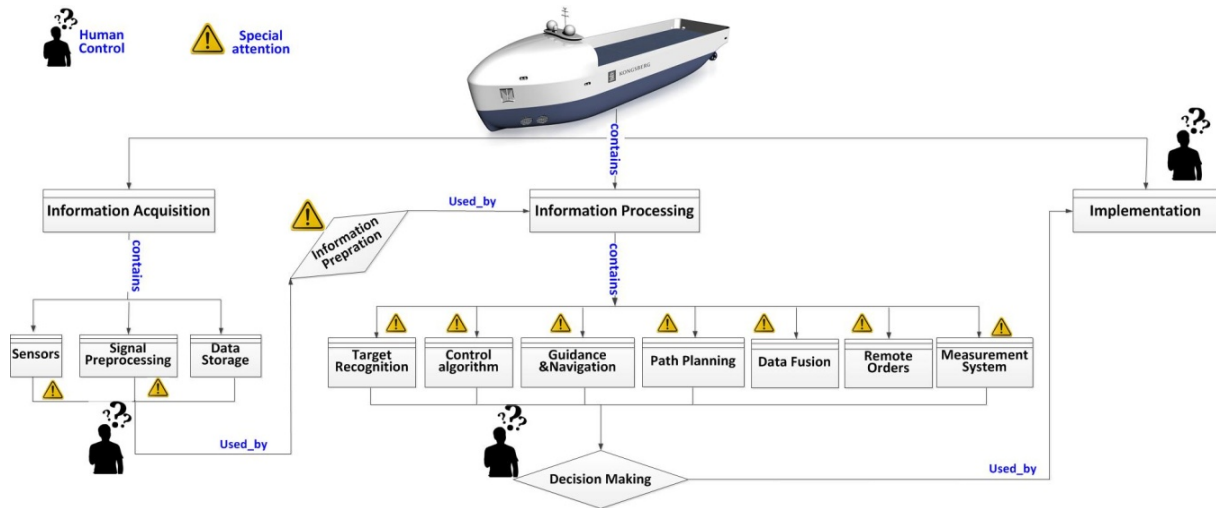 Human
Control
Special
attention
KONGSBERG
contains
Information Acquisition
Used_by
Information Processing
Implementation
Information
Prepration
contains
contains
Sensors
Signal
Preprocessing
Data
Storage
Target
Recognition
Control
algorithm
Guidance
&Navigation
Path Planning
Data Fusion
Remote
Orders
Measurement
System
Used_by
Decision Making
Used_by